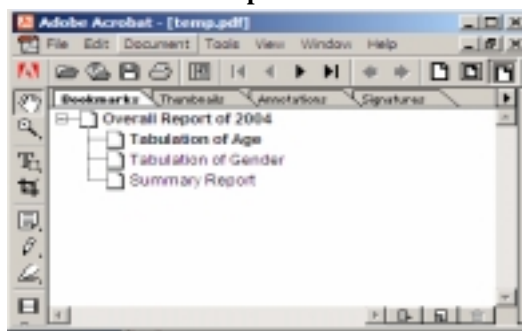 Adobe Acrobat - [temp.pdf]
File Edit Document Tools View Window Help
Bookmarks Thumbnails Annotations Signatures
Overall Report of 2004
Tabulation of Age
Tabulation of Gender
Summary Report